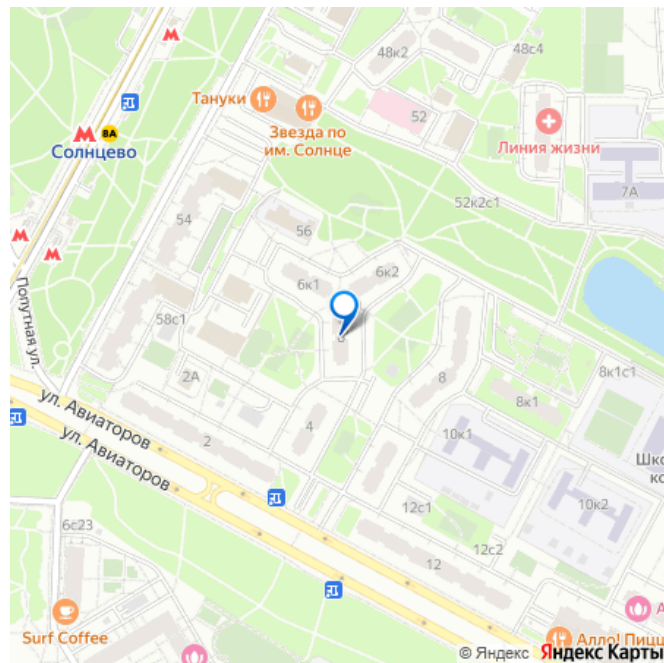 48к2
48с4
Тануки
Звезда по
им. Солнце
52
Линия жизни
8А
Солнцево
7А
52к2с1
54
56
6к1
6к2
Попутная ул.
58с1
2А
8
8к1с1
8к1
ул. Авиаторов
ул. Авиаторов
2
4
10к1
Шко
ко
10к2
12с1
12с2
12
6с23
Surf Coffee
А
Алло! Пицц
© Яндекс Яндекс Карты